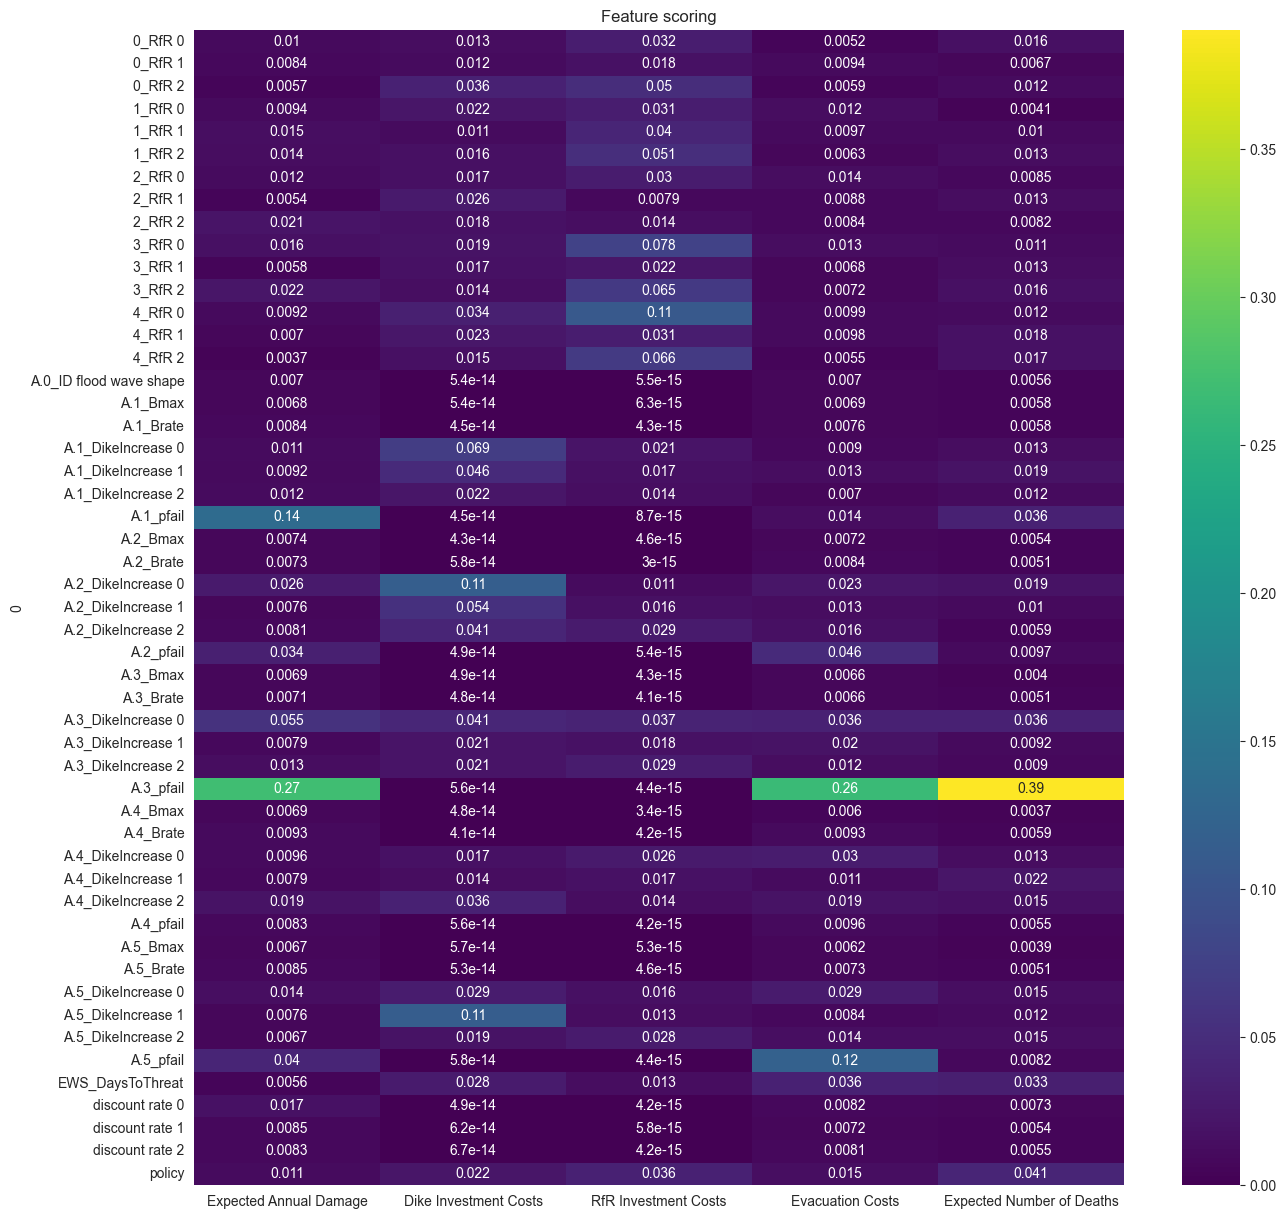 Feature scoring
0_RfR 0 0.01 0.013 0.032 0.0052 0.016
0_RfR 1 0.0084 0.012 0.018 0.0094 0.0067
0_RfR 2 0.0057 0.036 0.05 0.0059 0.012
1_RfR 0 0.0094 0.022 0.031 0.012 0.0041
1_RfR 1 0.015 0.011 0.04 0.0097 0.01
1_RfR 2 0.014 0.016 0.051 0.0063 0.013
2_RfR 0 0.012 0.017 0.03 0.014 0.0085
2_RfR 1 0.0054 0.026 0.0079 0.0088 0.013
2_RfR 2 0.021 0.018 0.014 0.0084 0.0082
3_RfR 0 0.016 0.019 0.078 0.013 0.011
3_RfR 1 0.0058 0.017 0.022 0.0068 0.013
3_RfR 2 0.022 0.014 0.065 0.0072 0.016
4_RfR 0 0.0092 0.034 0.11 0.0099 0.012
4_RfR 1 0.007 0.023 0.031 0.0098 0.018
4_RfR 2 0.0037 0.015 0.066 0.0055 0.017
A.0_ID flood wave shape 0.007 5.4e-14 5.5e-15 0.007 0.0056
A.1_Bmax 0.0068 5.4e-14 6.3e-15 0.0069 0.0058
A.1_Brate 0.0084 4.5e-14 4.3e-15 0.0076 0.0058
A.1_DikeIncrease 0 0.011 0.069 0.021 0.009 0.013
A.1_DikeIncrease 1 0.0092 0.046 0.017 0.013 0.019
A.1_DikeIncrease 2 0.012 0.022 0.014 0.007 0.012
A.1_pfail 0.14 4.5e-14 8.7e-15 0.014 0.036
A.2_Bmax 0.0074 4.3e-14 4.6e-15 0.0072 0.0054
A.2_Brate 0.0073 5.8e-14 3e-15 0.0084 0.0051
A.2_DikeIncrease 0 0.026 0.11 0.011 0.023 0.019
A.2_DikeIncrease 1 0.0076 0.054 0.016 0.013 0.01
A.2_DikeIncrease 2 0.0081 0.041 0.029 0.016 0.0059
A.2_pfail 0.034 4.9e-14 5.4e-15 0.046 0.0097
A.3_Bmax 0.0069 4.9e-14 4.3e-15 0.0066 0.004
A.3_Brate 0.0071 4.8e-14 4.1e-15 0.0066 0.0051
A.3_DikeIncrease 0 0.055 0.041 0.037 0.036 0.036
A.3_DikeIncrease 1 0.0079 0.021 0.018 0.02 0.0092
A.3_DikeIncrease 2 0.013 0.021 0.029 0.012 0.009
A.3_pfail 0.27 5.6e-14 4.4e-15 0.26 0.39
A.4_Bmax 0.0069 4.8e-14 3.4e-15 0.006 0.0037
A.4_Brate 0.0093 4.1e-14 4.2e-15 0.0093 0.0059
A.4_DikeIncrease 0 0.0096 0.017 0.026 0.03 0.013
A.4_DikeIncrease 1 0.0079 0.014 0.017 0.011 0.022
A.4_DikeIncrease 2 0.019 0.036 0.014 0.019 0.015
A.4_pfail 0.0083 5.6e-14 4.2e-15 0.0096 0.0055
A.5_Bmax 0.0067 5.7e-14 5.3e-15 0.0062 0.0039
A.5_Brate 0.0085 5.3e-14 4.6e-15 0.0073 0.0051
A.5_DikeIncrease 0 0.014 0.029 0.016 0.029 0.015
A.5_DikeIncrease 1 0.0076 0.11 0.013 0.0084 0.012
A.5_DikeIncrease 2 0.0067 0.019 0.028 0.014 0.015
A.5_pfail 0.04 5.8e-14 4.4e-15 0.12 0.0082
EWS_DaysToThreat 0.0056 0.028 0.013 0.036 0.033
discount rate 0 0.017 4.9e-14 4.2e-15 0.0082 0.0073
discount rate 1 0.0085 6.2e-14 5.8e-15 0.0072 0.0054
discount rate 2 0.0083 6.7e-14 4.2e-15 0.0081 0.0055
policy 0.011 0.022 0.036 0.015 0.041
Expected Annual Damage Dike Investment Costs RfR Investment Costs Evacuation Costs Expected Number of Deaths
0
0.35
0.30
0.25
0.20
0.15
0.10
0.05
0.00